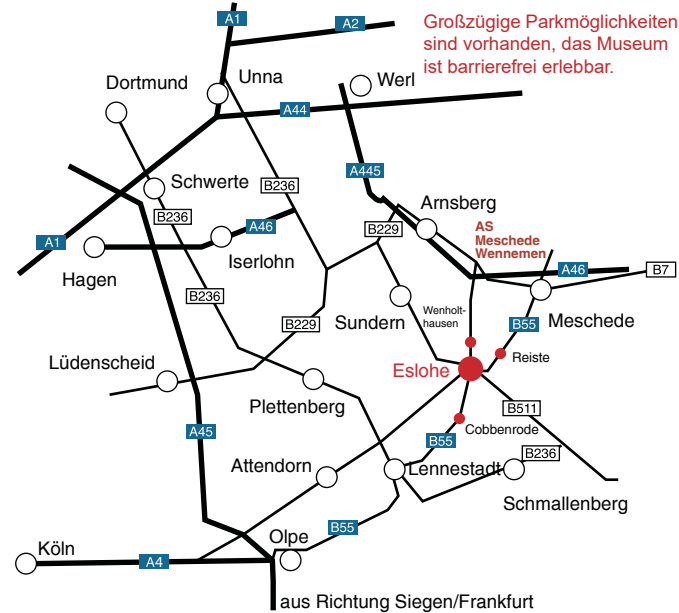 A1
A2
Großzügige Parkmöglichkeiten
sind vorhanden, das Museum
ist barrierefrei erlebbar.
Dortmund
Unna
Werl
A44
A445
Schwerte
B236
B236
Arnsberg
A46
B229
AS
Meschede
Wennemen
A1
Iserlohn
Hagen
A46
B7
B236
Sundern
Wenholt-
hausen
Meschede
B229
B55
Lüdenscheid
Eslohe
Reiste
Plettenberg
B511
A45
Cobbenrode
B55
B236
Attendorn
Lennestadt
Schmallenberg
B55
Olpe
Köln
A4
aus Richtung Siegen/Frankfurt